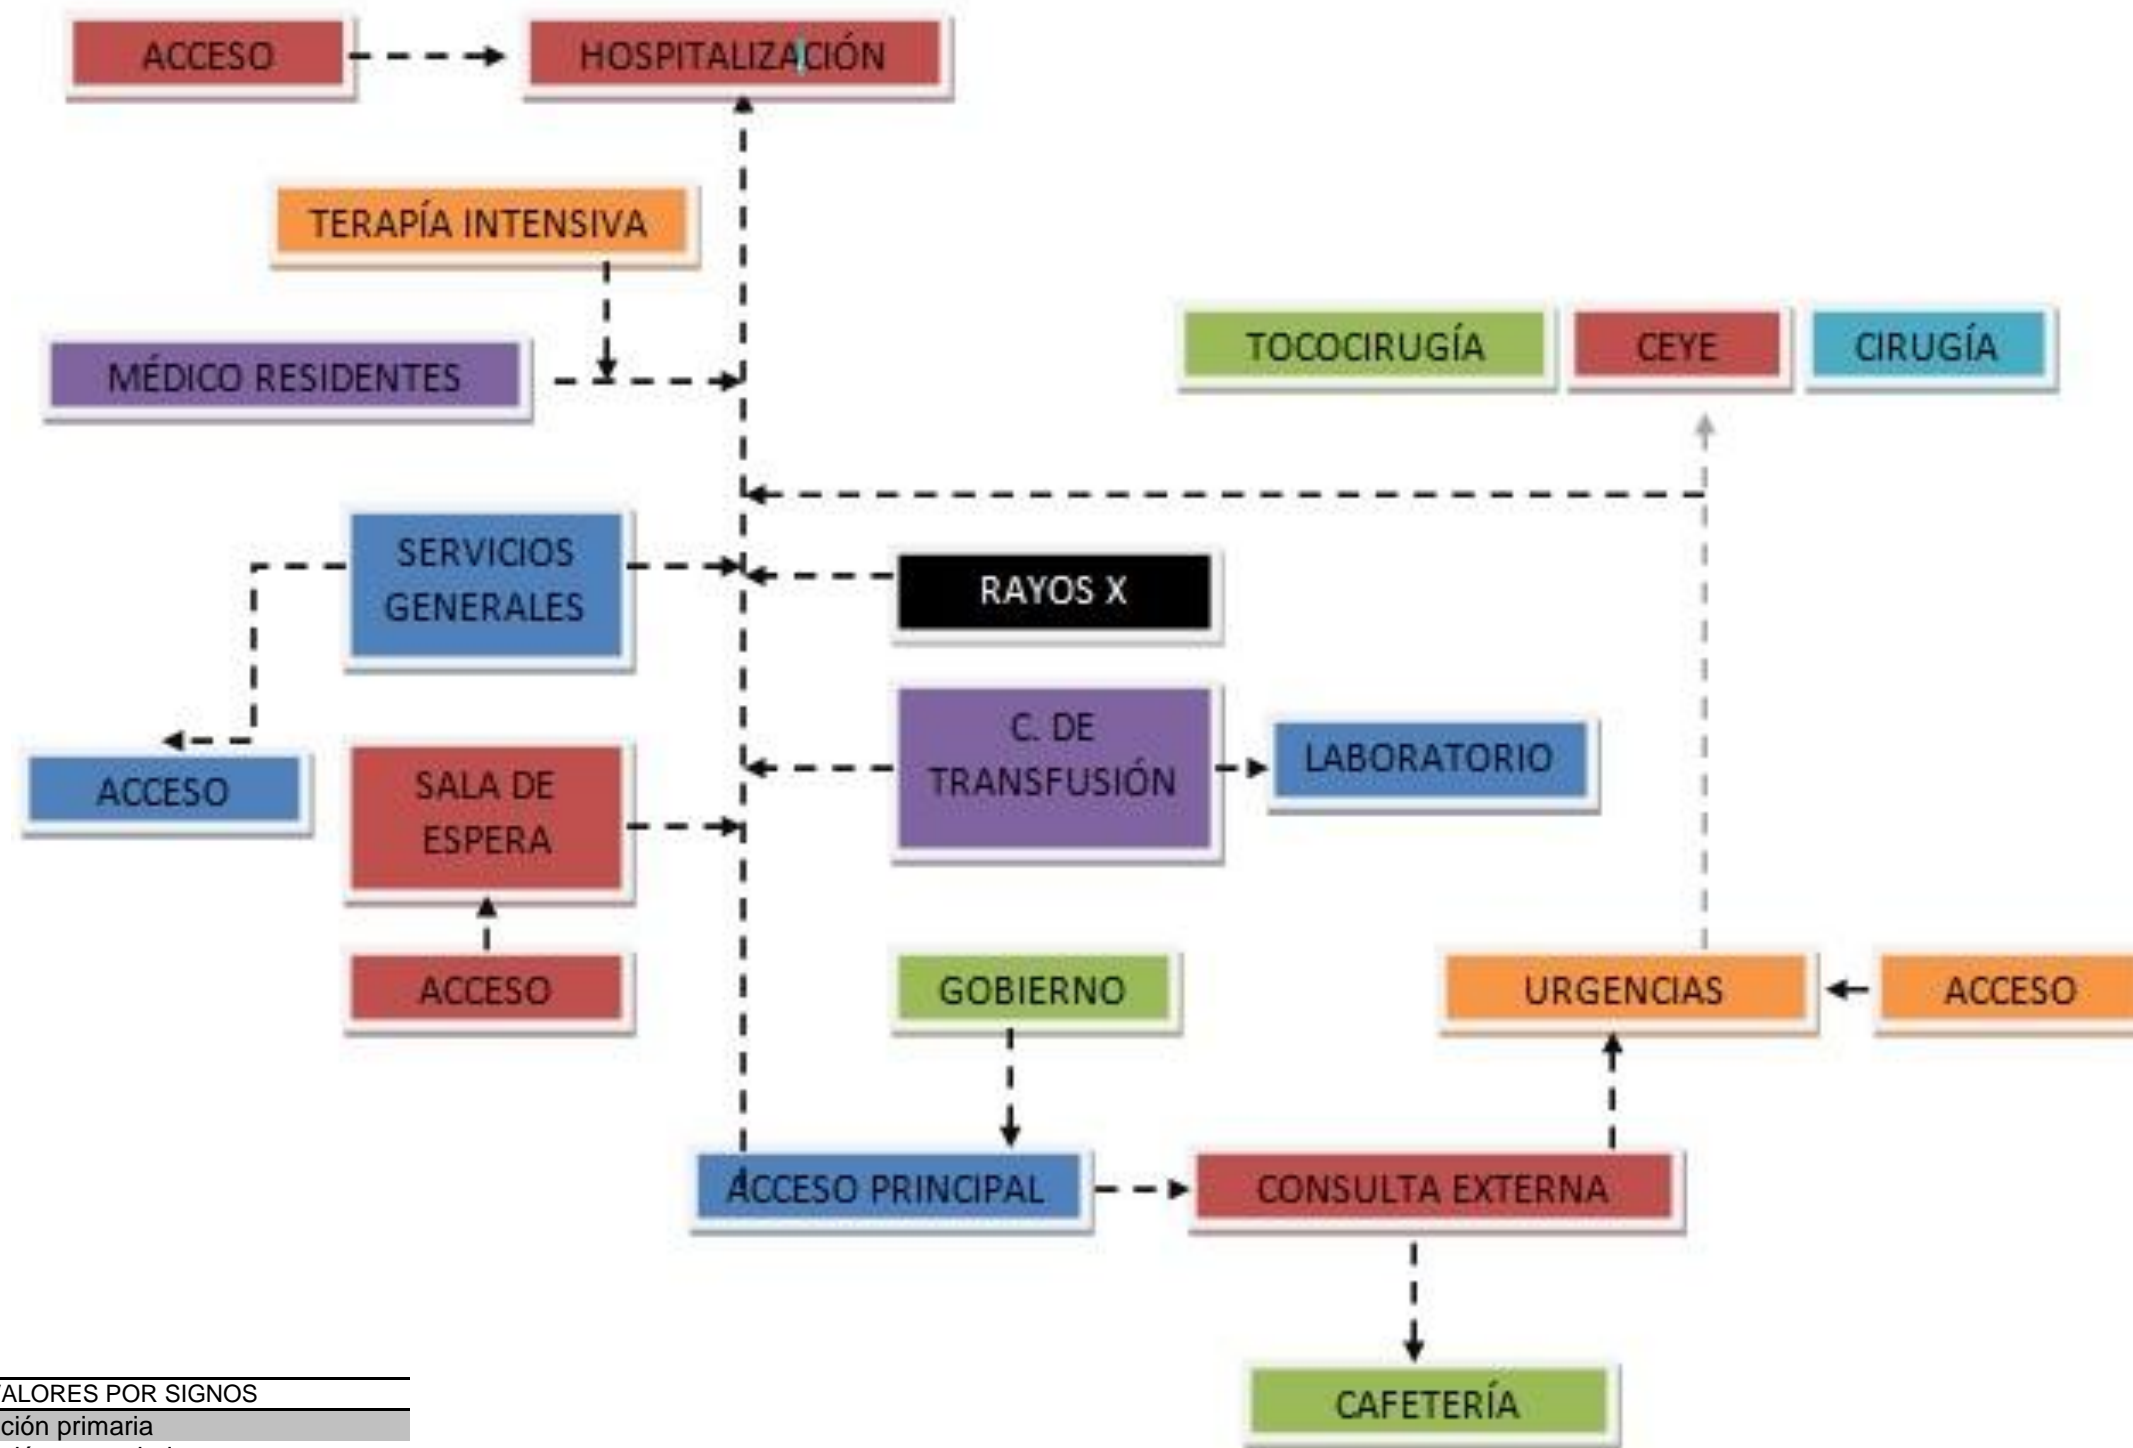 ACCESO
HOSPITALIZACIÓN
TERAPÍA INTENSIVA
MÉDICO RESIDENTES
TOCOCIRUGÍA
CEYE
CIRUGÍA
SERVICIOS
GENERALES
RAYOS X
ACCESO
SALA DE
ESPERA
C. DE
TRANSFUSIÓN
LABORATORIO
ACCESO
GOBIERNO
URGENCIAS
ACCESO
ACCESO PRINCIPAL
CONSULTA EXTERNA
CAFETERÍA
VALORES POR SIGNOS
ción primaria